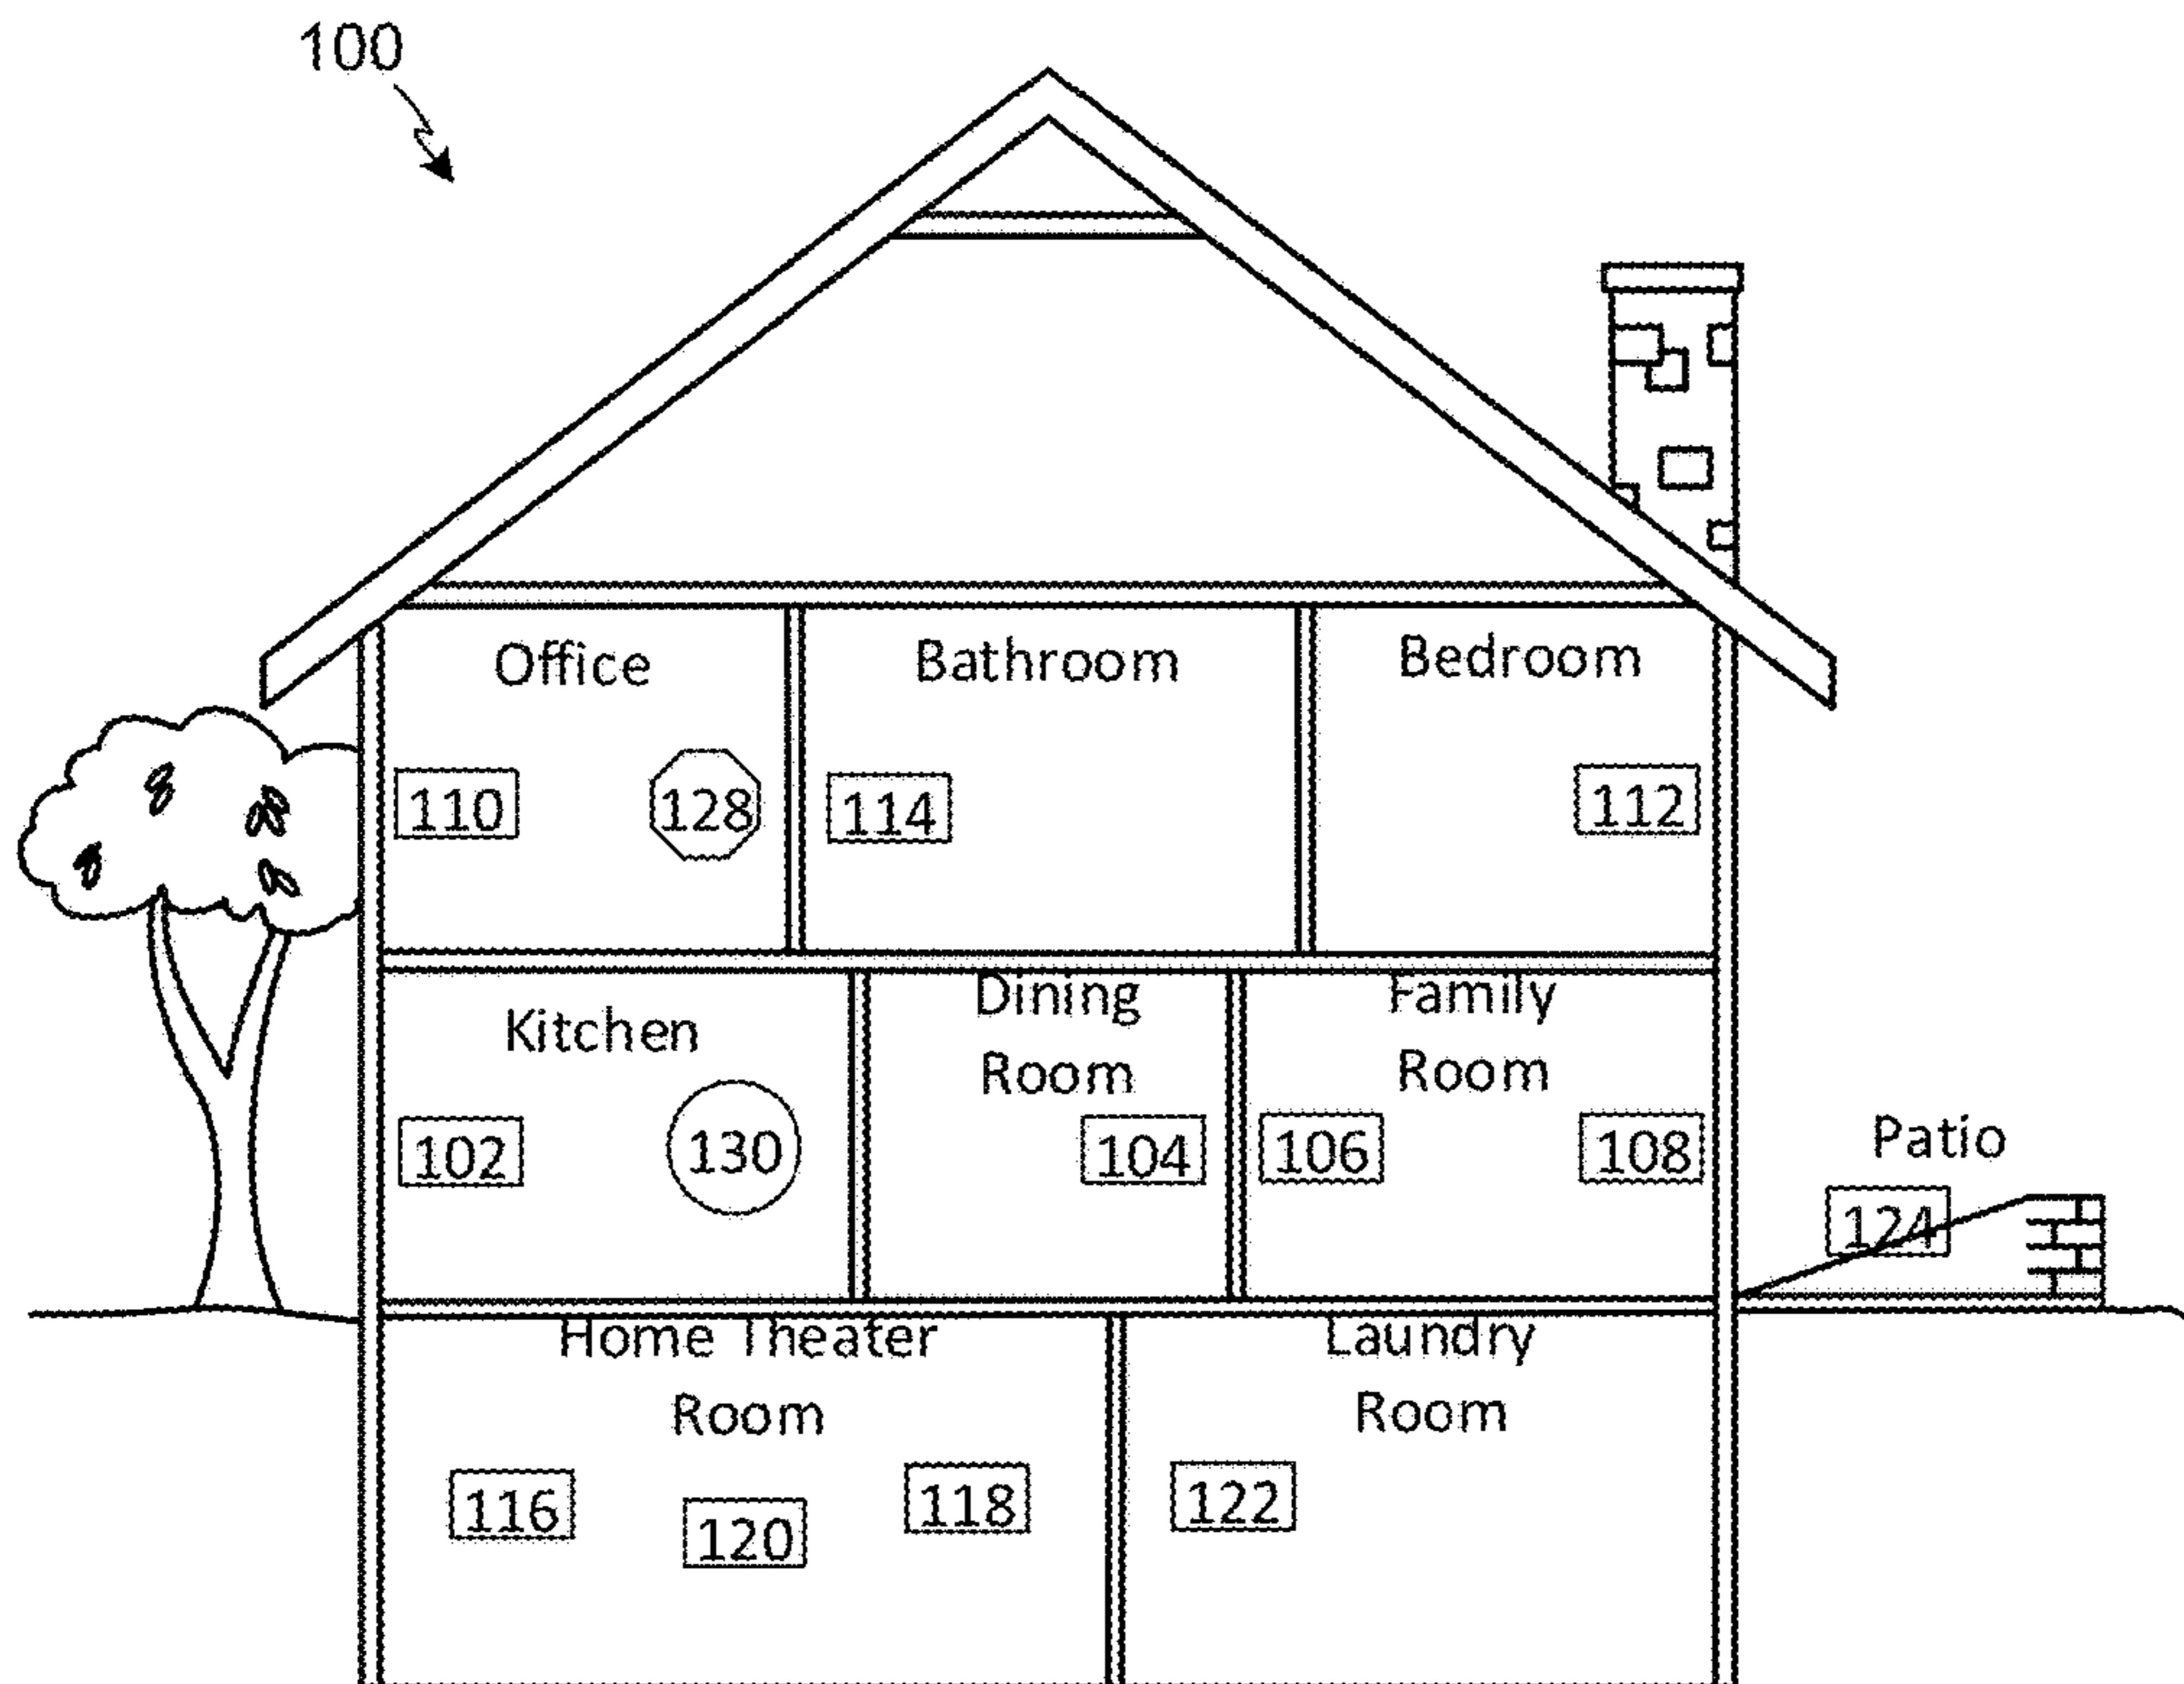 100
Office
Bathroom
Bedroom
110
128
114
112
Kitchen
Dining
Room
Family
Room
102
130
104
106
108
Patio
124
Home Theater
Room
Laundry
Room
116
120
118
122